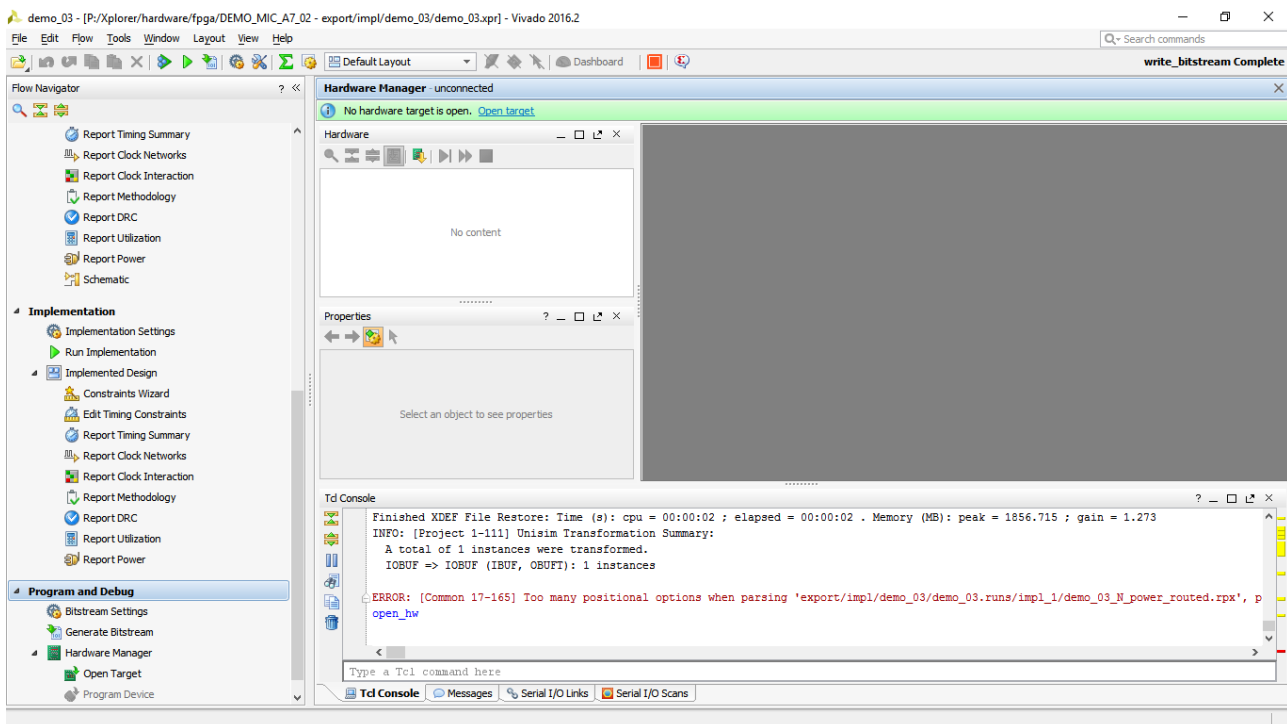 demo_03 - [P:/Xplorer/hardware/fpga/DEMO_MIC_A7_02 - export/impl/demo_03/demo_03.xpr] - Vivado 2016.2
File Edit Flow Tools Window Layout View Help
Search commands
Default Layout
Dashboard
write_bitstream Complete
Flow Navigator
Report Timing Summary
Report Clock Networks
Report Clock Interaction
Report Methodology
Report DRC
Report Utilization
Report Power
Schematic
Implementation
Implementation Settings
Run Implementation
Implemented Design
Constraints Wizard
Edit Timing Constraints
Report Timing Summary
Report Clock Networks
Report Clock Interaction
Report Methodology
Report DRC
Report Utilization
Report Power
Program and Debug
Bitstream Settings
Generate Bitstream
Hardware Manager
Open Target
Program Device
Hardware Manager - unconnected
No hardware target is open. Open target
Hardware
No content
Properties
Select an object to see properties
Tcl Console
Finished XDEF File Restore: Time (s): cpu = 00:00:02 ; elapsed = 00:00:02 . Memory (MB): peak = 1856.715 ; gain = 1.273
INFO: [Project 1-111] Unisim Transformation Summary:
A total of 1 instances were transformed.
IOBUF => IOBUF (IBUF, OBUFT): 1 instances
ERROR: [Common 17-165] Too many positional options when parsing 'export/impl/demo_03/demo_03.runs/impl_1/demo_03_N_power_routed.rpx', p
open_hw
Type a Tcl command here
Tcl Console
Messages
Serial I/O Links
Serial I/O Scans